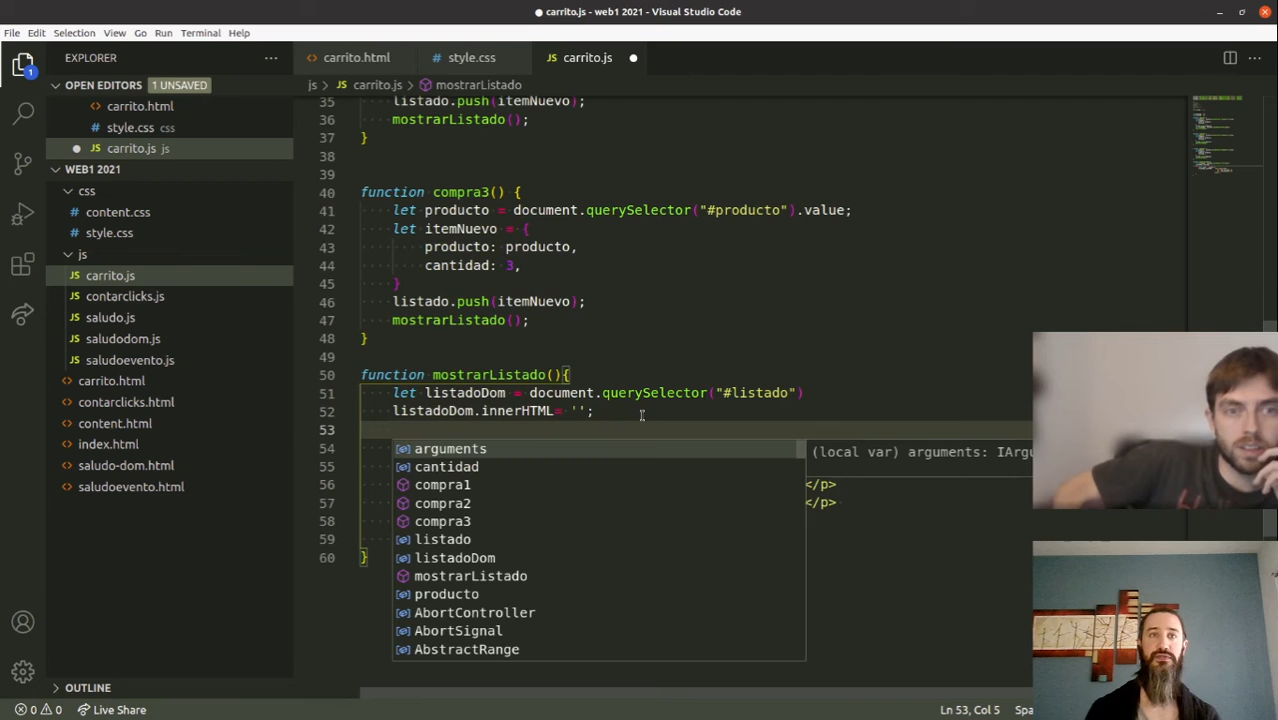 carrito.js - web1 2021 - Visual Studio Code
File Edit Selection View Go Run Terminal Help
EXPLORER
carrito.html
style.css
JS carrito.js
OPEN EDITORS 1 UNSAVED
js > JS carrito.js > mostrarListado
carrito.html
style.css css
carrito.js js
WEB1 2021
css
content.css
style.css
js
JS carrito.js
JS contarclicks.js
JS saludo.js
JS saludodom.js
JS saludoevento.js
carrito.html
contarclicks.html
content.html
index.html
saludo-dom.html
saludoevento.html
OUTLINE
35 listado.push(itemNuevo);
36 mostrarListado();
37 }
38
39
40 function compra3() {
41 let producto = document.querySelector("#producto").value;
42 let itemNuevo = {
43 producto: producto,
44 cantidad: 3,
45 }
46 listado.push(itemNuevo);
47 mostrarListado();
48 }
49
50 function mostrarListado(){
51 let listadoDom = document.querySelector("#listado")
52 listadoDom.innerHTML= '';
53
54
55
56 </p>
57 </p>
58
59
60 }
arguments
cantidad
compra1
compra2
compra3
listado
listadoDom
mostrarListado
producto
AbortController
AbortSignal
AbstractRange
(local var) arguments: IArgu
1
0 0 Live Share
Ln 53, Col 5 Spa